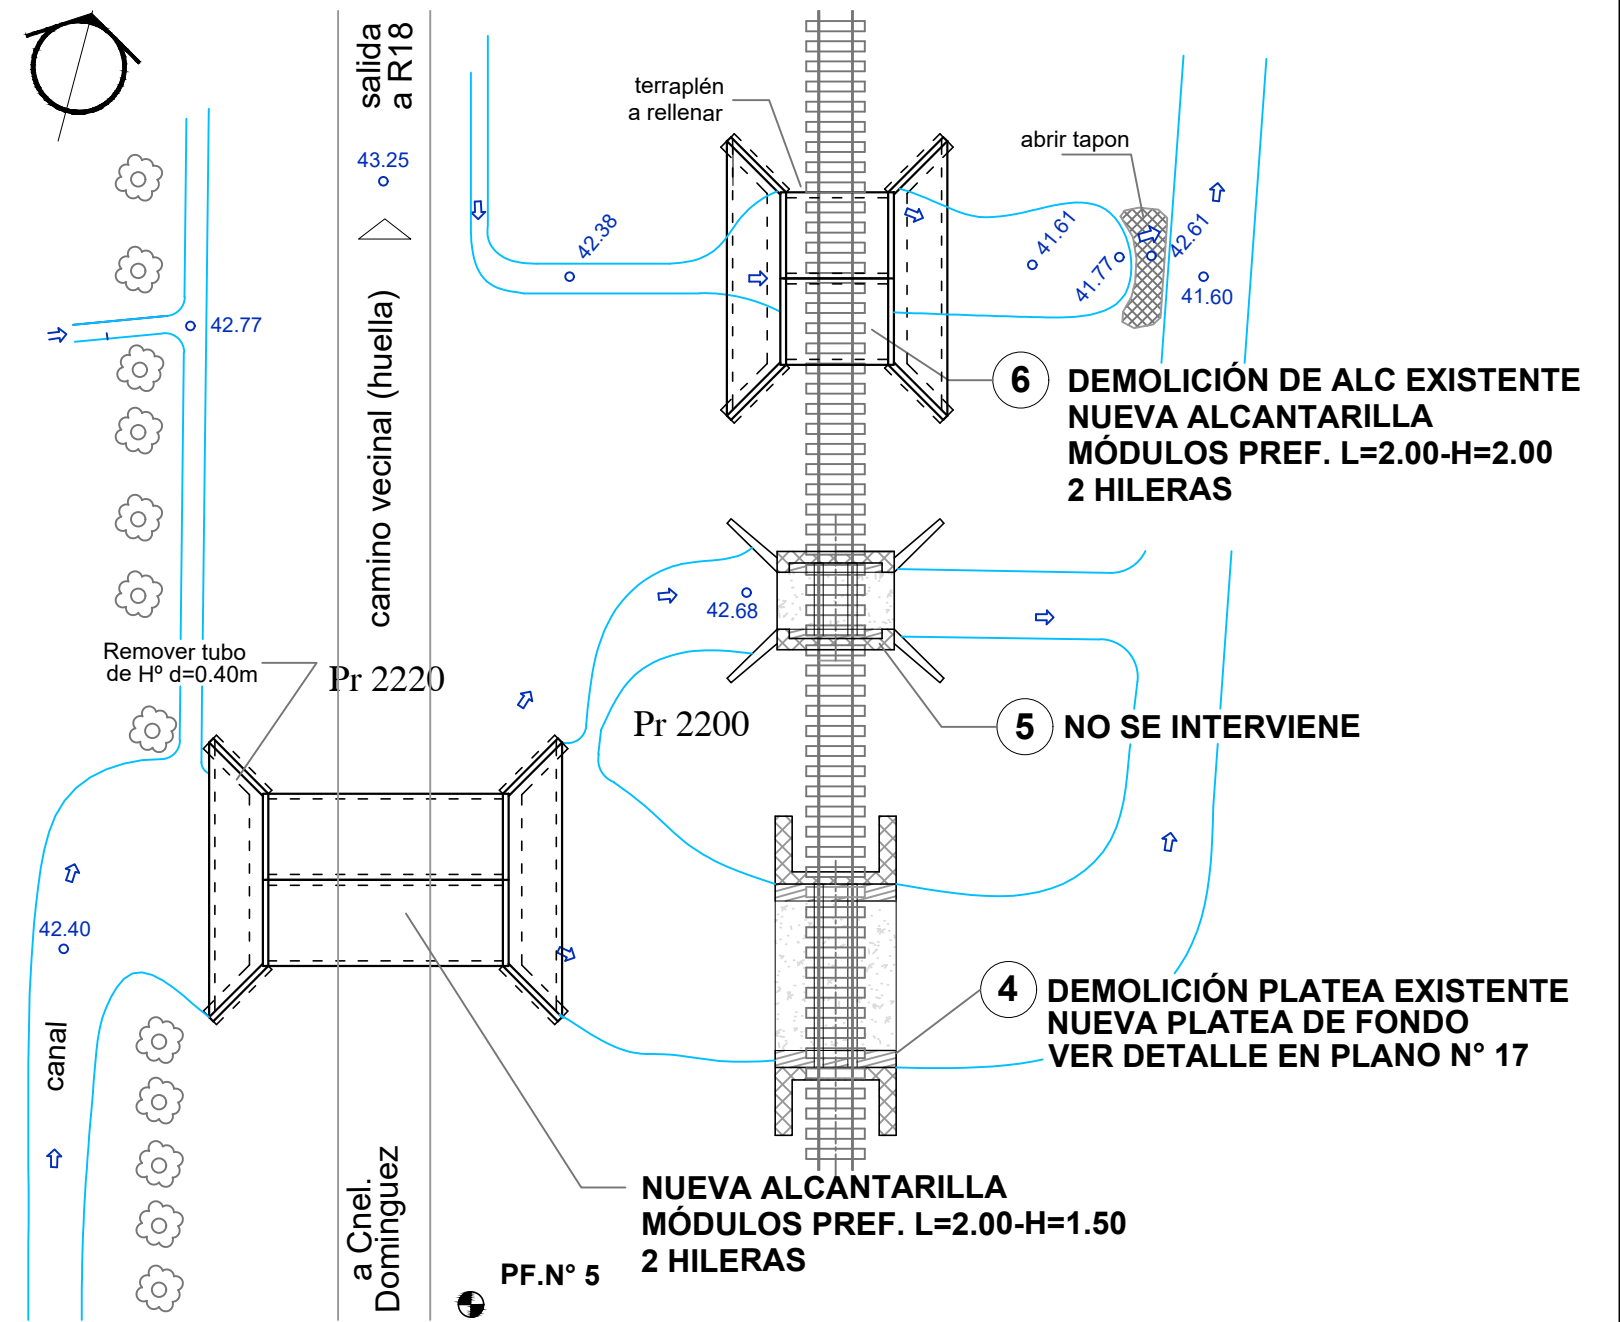 salida
a R18
43.25
terraplén
a rellenar
abrir tapon
42.38
41.61
41.77
42.61
41.60
42.77
camino vecinal (huella)
6
DEMOLICIÓN DE ALC EXISTENTE
NUEVA ALCANTARILLA
MÓDULOS PREF. L=2.00-H=2.00
2 HILERAS
42.68
Remover tubo
de Hº d=0.40m
Pr 2220
Pr 2200
5
NO SE INTERVIENE
42.40
canal
4
DEMOLICIÓN PLATEA EXISTENTE
NUEVA PLATEA DE FONDO
VER DETALLE EN PLANO N° 17
a Cnel.
Dominguez
NUEVA ALCANTARILLA
MÓDULOS PREF. L=2.00-H=1.50
2 HILERAS
PF.N° 5